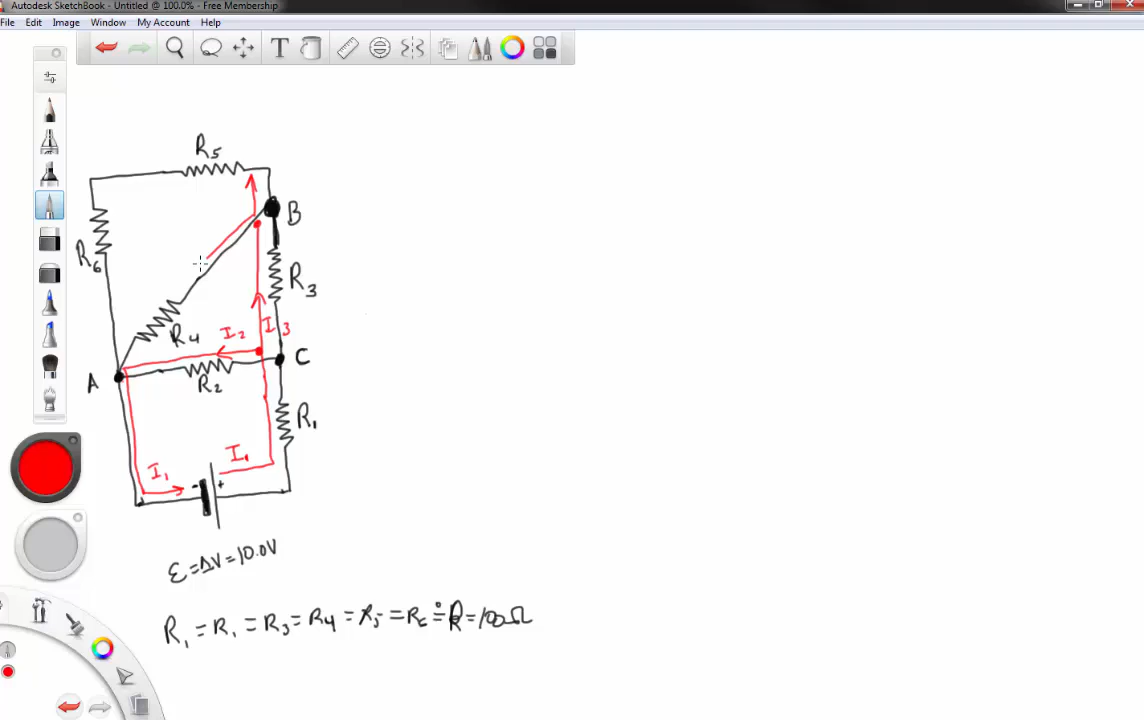 Autodesk SketchBook - Untitled @ 100.0% - Free Membership
File Edit Image Window My Account Help
R5
B
R6
R3
R4
I2 I3
C
A
R2
R1
I1
I1
- +
ε = ΔV = 10.0V
R1 = R1 = R3 = R4 = R5 = R6 = R = 100Ω